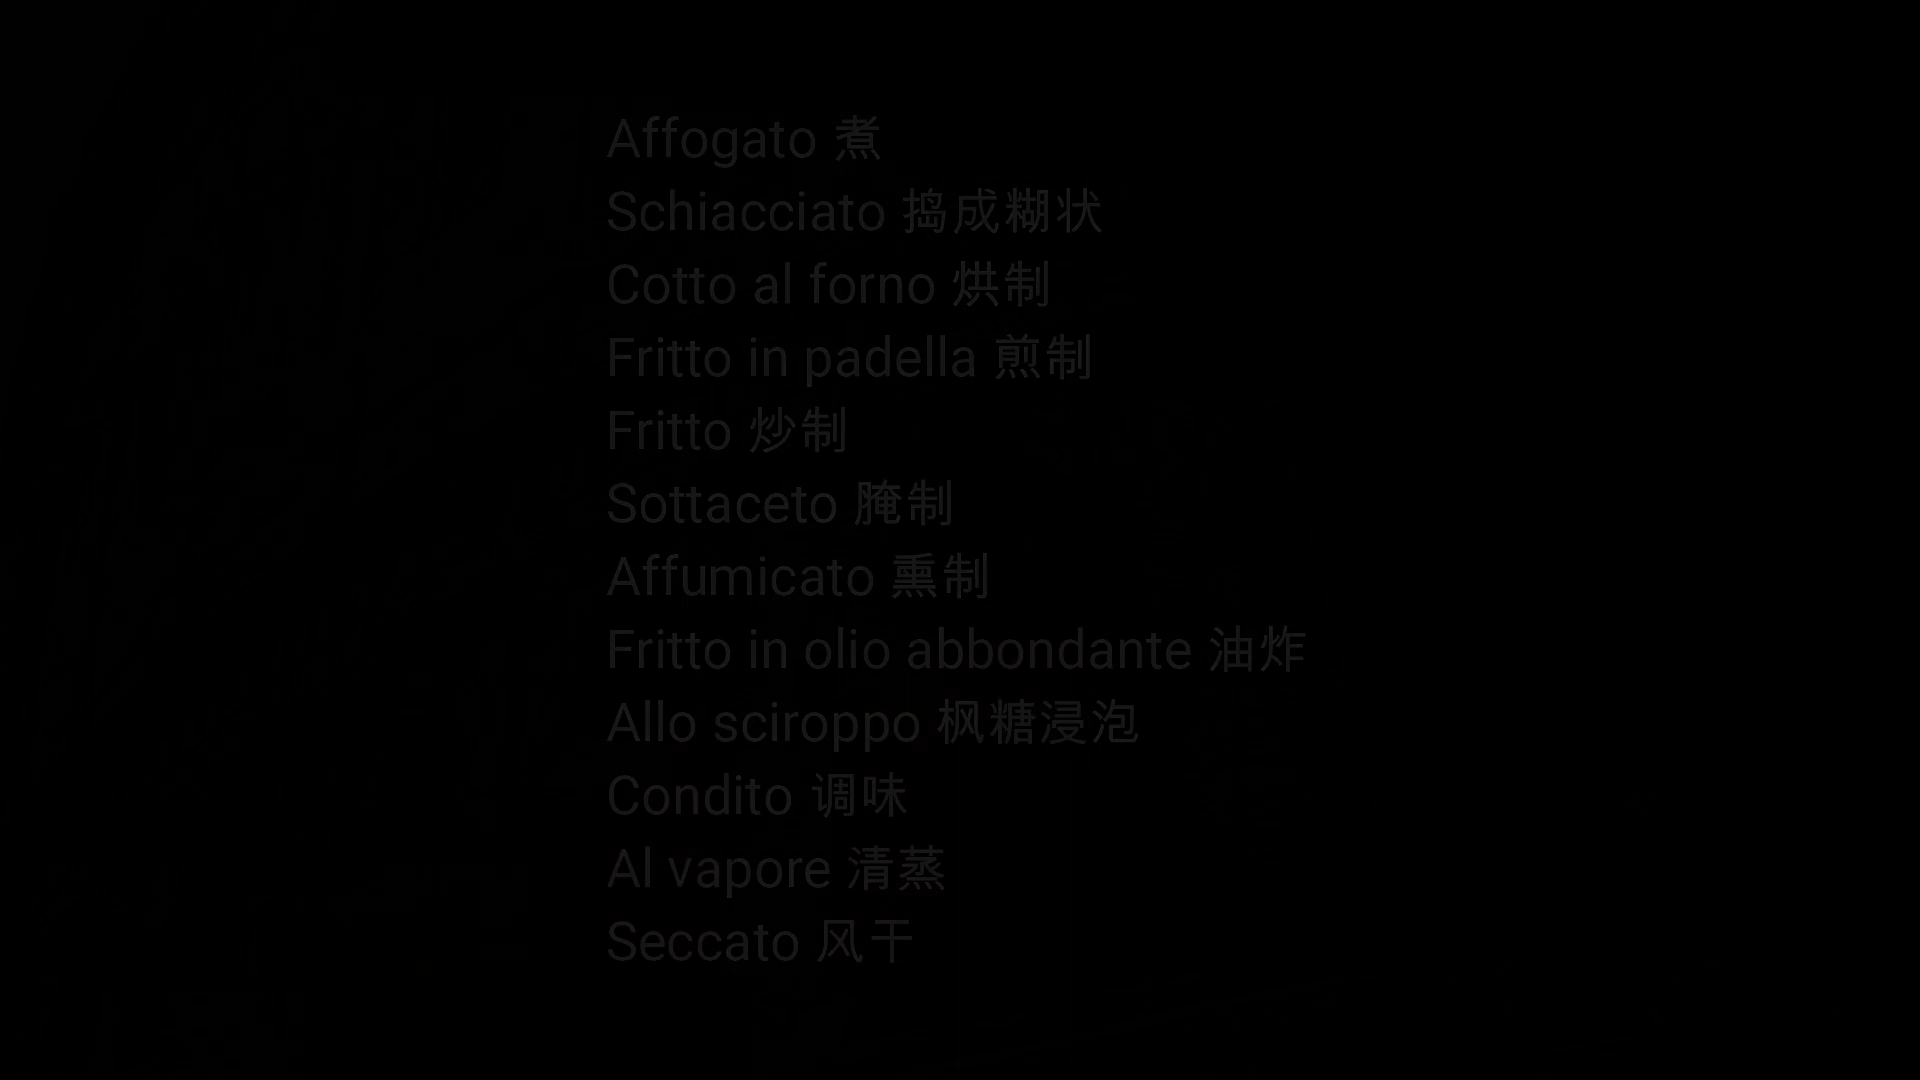 Affogato 煮
Schiacciato 捣成糊状
Cotto al forno 烘制
Fritto in padella 煎制
Fritto 炒制
Sottaceto 腌制
Affumicato 熏制
Fritto in olio abbondante 油炸
Allo sciroppo 枫糖浸泡
Condito 调味
Al vapore 清蒸
Seccato 风干